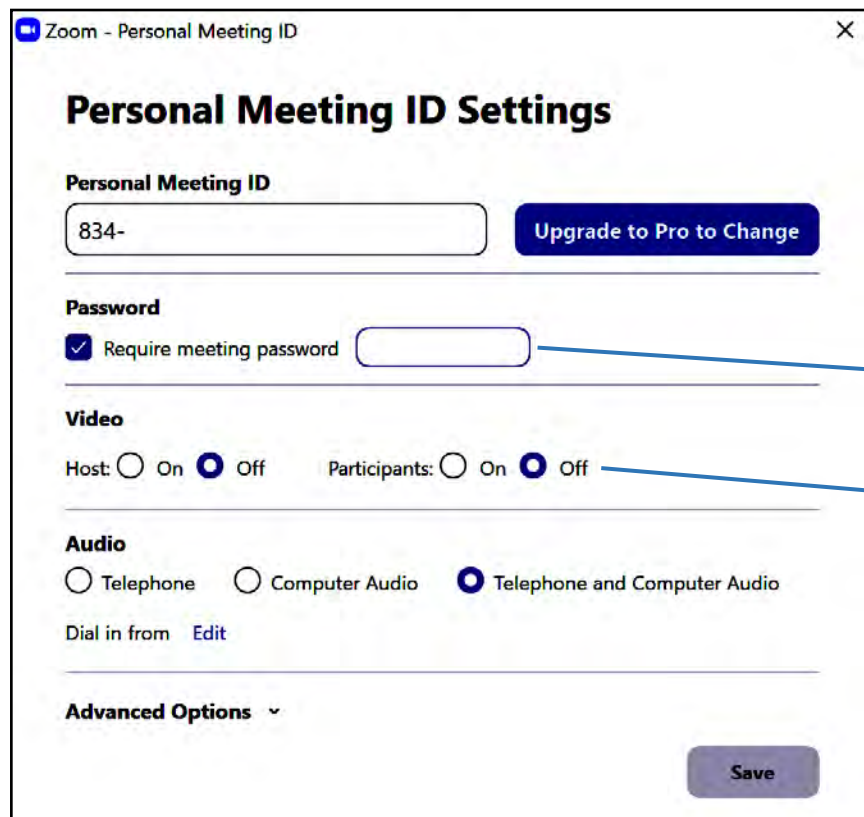 Zoom - Personal Meeting ID
Personal Meeting ID Settings
Personal Meeting ID
834-
Upgrade to Pro to Change
Password
Require meeting password
Video
Host: On Off Participants: On Off
Audio
Telephone Computer Audio Telephone and Computer Audio
Dial in from Edit
Advanced Options
Save